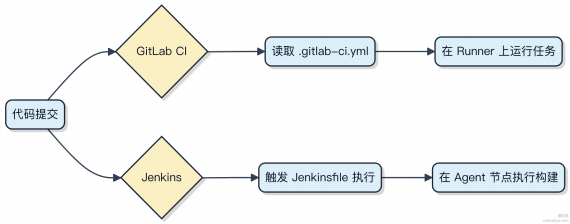 代码提交
GitLab CI
读取 .gitlab-ci.yml
在 Runner 上运行任务
Jenkins
触发 Jenkinsfile 执行
在 Agent 节点执行构建